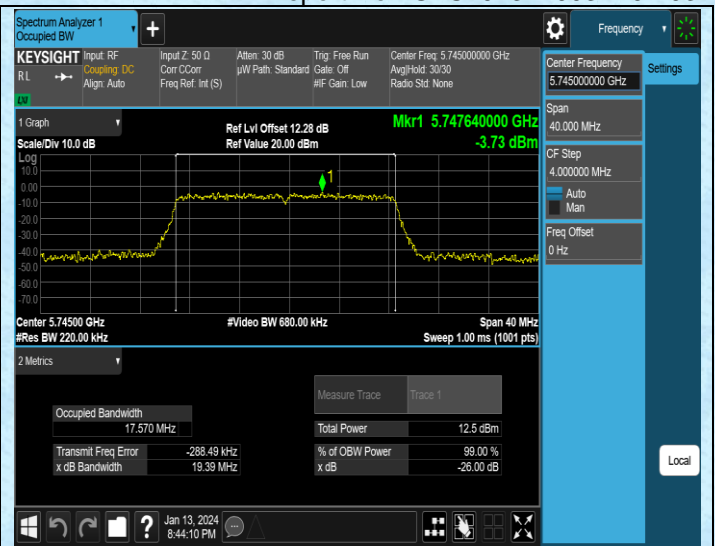 Spectrum Analyzer 1
Occupied BW
Frequency
KEYSIGHT
RL
Input: RF
Coupling: DC
Align: Auto
Input Z: 50 Ω
Corr CCorr
Freq Ref: Int (S)
Atten: 30 dB
µW Path: Standard
Trig: Free Run
Gate: Off
#IF Gain: Low
Center Freq: 5.745000000 GHz
Avg|Hold: 30/30
Radio Std: None
LXI
1 Graph
Scale/Div 10.0 dB
Ref Lvl Offset 12.28 dB
Ref Value 20.00 dBm
Mkr1 5.747640000 GHz
-3.73 dBm
Log
10.0
0.00
-10.0
-20.0
-30.0
-40.0
-50.0
-60.0
-70.0
1
Center 5.74500 GHz
#Res BW 220.00 kHz
#Video BW 680.00 kHz
Span 40 MHz
Sweep 1.00 ms (1001 pts)
2 Metrics
Measure Trace Trace 1
Occupied Bandwidth
17.570 MHz
Total Power 12.5 dBm
Transmit Freq Error -288.49 kHz
% of OBW Power 99.00 %
x dB Bandwidth 19.39 MHz
x dB -26.00 dB
Center Frequency
5.745000000 GHz
Settings
Span
40.000 MHz
CF Step
4.000000 MHz
Auto
Man
Freq Offset
0 Hz
Local
?
Jan 13, 2024
8:44:10 PM